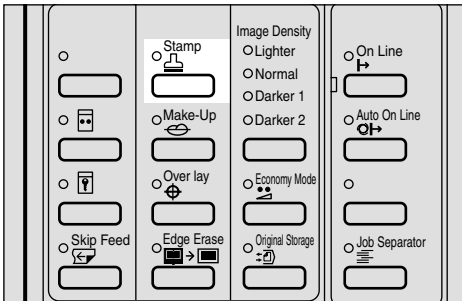 Stamp
Make-Up
Over lay
Skip Feed
Edge Erase
Image Density
Lighter
Normal
Darker 1
Darker 2
Economy Mode
Original Storage
On Line
Auto On Line
Job Separator